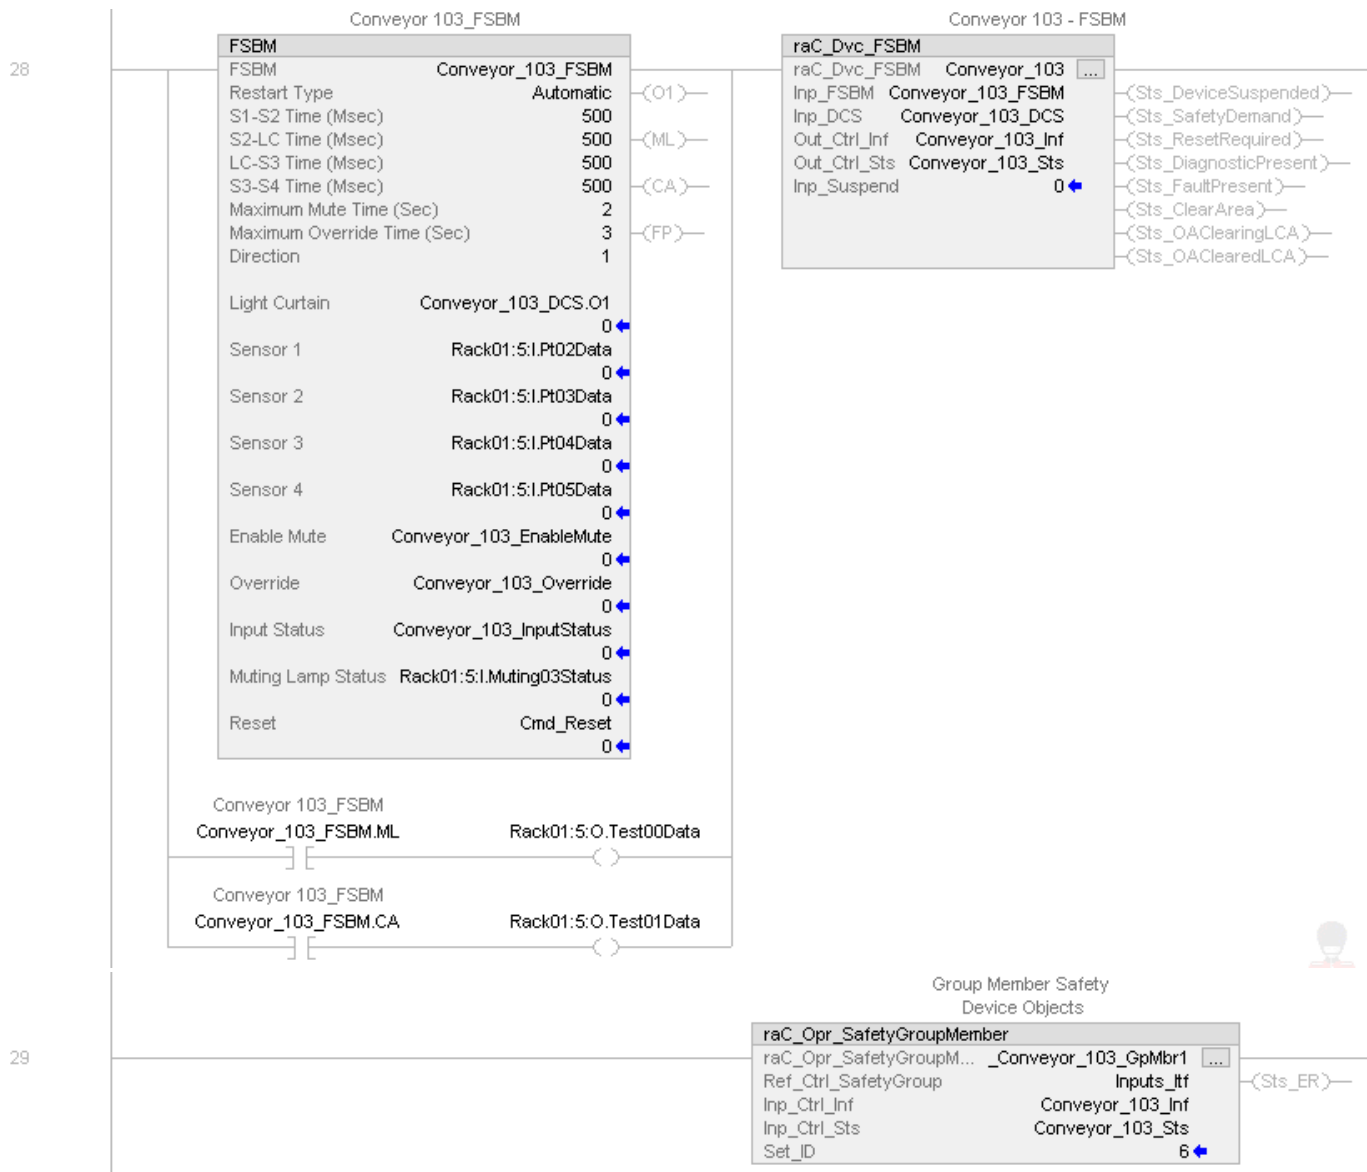 Conveyor 103_FSBM
Conveyor 103 - FSBM
28
FSBM
FSBM Conveyor_103_FSBM
Restart Type Automatic (O1)
S1-S2 Time (Msec) 500
S2-LC Time (Msec) 500 (ML)
LC-S3 Time (Msec) 500
S3-S4 Time (Msec) 500 (CA)
Maximum Mute Time (Sec) 2
Maximum Override Time (Sec) 3 (FP)
Direction 1
Light Curtain Conveyor_103_DCS.O1
0
Sensor 1 Rack01:5:I.Pt02Data
0
Sensor 2 Rack01:5:I.Pt03Data
0
Sensor 3 Rack01:5:I.Pt04Data
0
Sensor 4 Rack01:5:I.Pt05Data
0
Enable Mute Conveyor_103_EnableMute
0
Override Conveyor_103_Override
0
Input Status Conveyor_103_InputStatus
0
Muting Lamp Status Rack01:5:I.Muting03Status
0
Reset Cmd_Reset
0
raC_Dvc_FSBM
raC_Dvc_FSBM Conveyor_103 ...
Inp_FSBM Conveyor_103_FSBM (Sts_DeviceSuspended)
Inp_DCS Conveyor_103_DCS (Sts_SafetyDemand)
Out_Ctrl_Inf Conveyor_103_Inf (Sts_ResetRequired)
Out_Ctrl_Sts Conveyor_103_Sts (Sts_DiagnosticPresent)
Inp_Suspend 0 (Sts_FaultPresent)
(Sts_ClearArea)
(Sts_OAClearingLCA)
(Sts_OAClearedLCA)
Conveyor 103_FSBM
Conveyor_103_FSBM.ML Rack01:5:O.Test00Data
Conveyor 103_FSBM
Conveyor_103_FSBM.CA Rack01:5:O.Test01Data
Group Member Safety
Device Objects
29
raC_Opr_SafetyGroupMember
raC_Opr_SafetyGroupM... _Conveyor_103_GpMbr1 ...
Ref_Ctrl_SafetyGroup Inputs_Itf (Sts_ER)
Inp_Ctrl_Inf Conveyor_103_Inf
Inp_Ctrl_Sts Conveyor_103_Sts
Set_ID 6